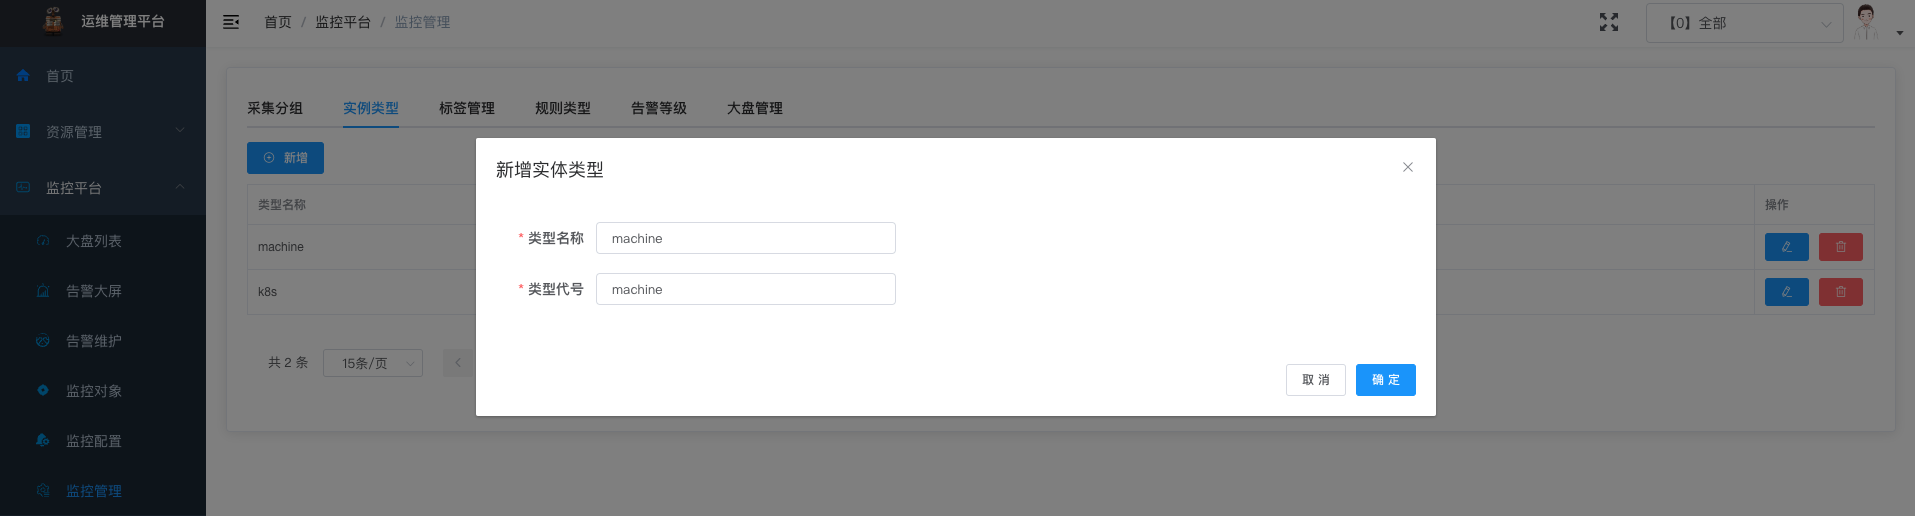 运维管理平台
首页 / 监控平台 / 监控管理
【0】全部
首页
资源管理
监控平台
大盘列表
告警大屏
告警维护
监控对象
监控配置
监控管理
采集分组 实例类型 标签管理 规则类型 告警等级 大盘管理
新增
类型名称 操作
machine
k8s
共 2 条 15条/页
新增实体类型
* 类型名称 machine
* 类型代号 machine
取 消 确 定